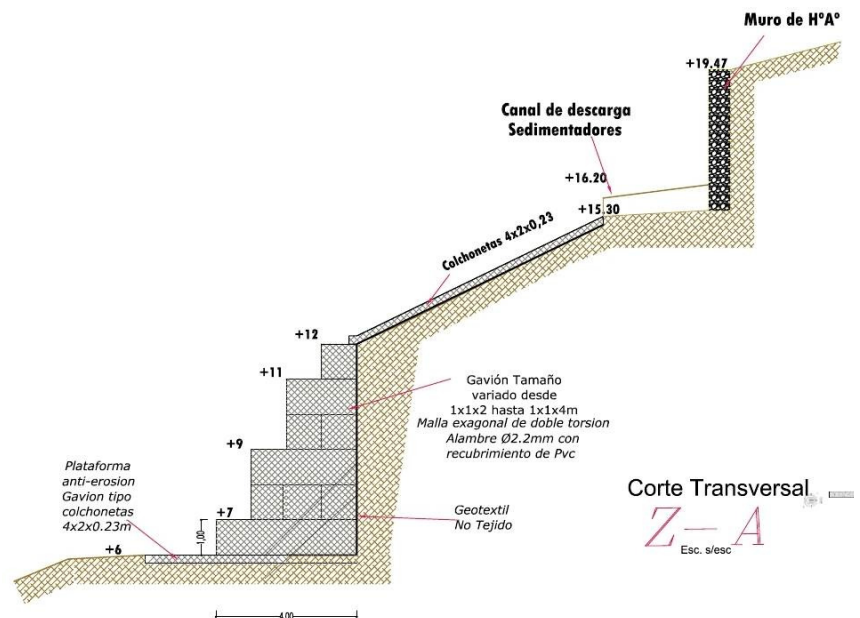 Muro de HºAº
+19.47
Canal de descarga
Sedimentadores
+16.20
+15.30
Colchonetas 4x2x0,23
+12
+11
Gavión Tamaño
variado desde
1x1x2 hasta 1x1x4m
Malla exagonal de doble torsion
Alambre Ø2.2mm con
recubrimiento de Pvc
+9
Plataforma
anti-erosion
Gavion tipo
colchonetas
4x2x0.23m
+7
Geotextil
No Tejido
1,00
+6
4,00
Corte Transversal
Z— A
Esc. s/esc